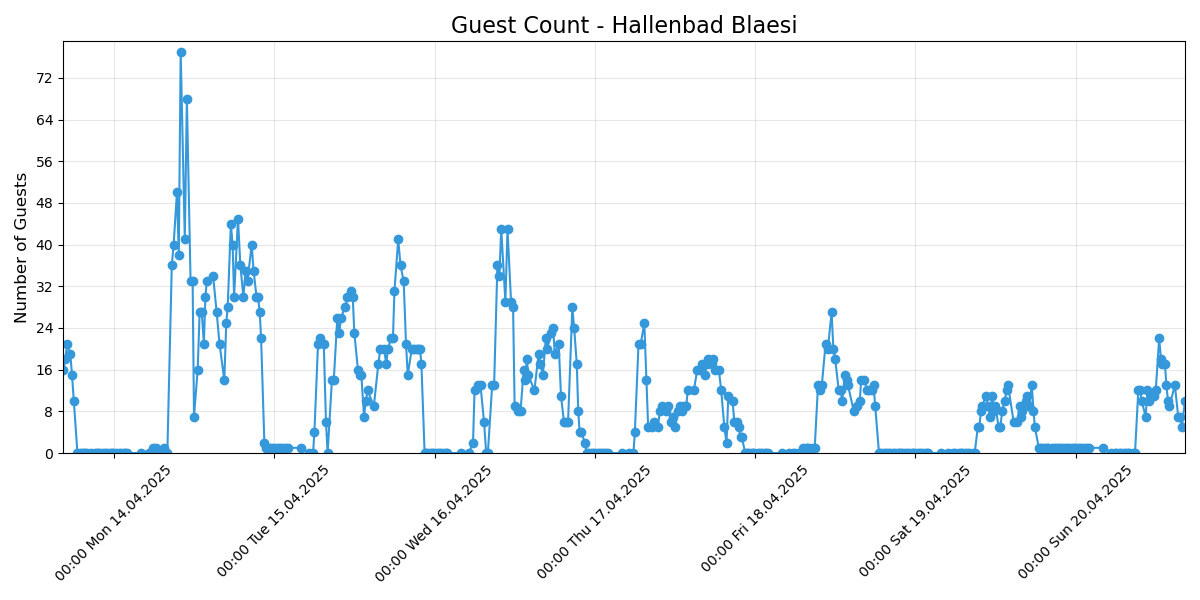 Guest Count - Hallenbad Blaesi
Number of Guests
72
64
56
48
40
32
24
16
8
0
00:00 Mon 14.04.2025
00:00 Tue 15.04.2025
00:00 Wed 16.04.2025
00:00 Thu 17.04.2025
00:00 Fri 18.04.2025
00:00 Sat 19.04.2025
00:00 Sun 20.04.2025